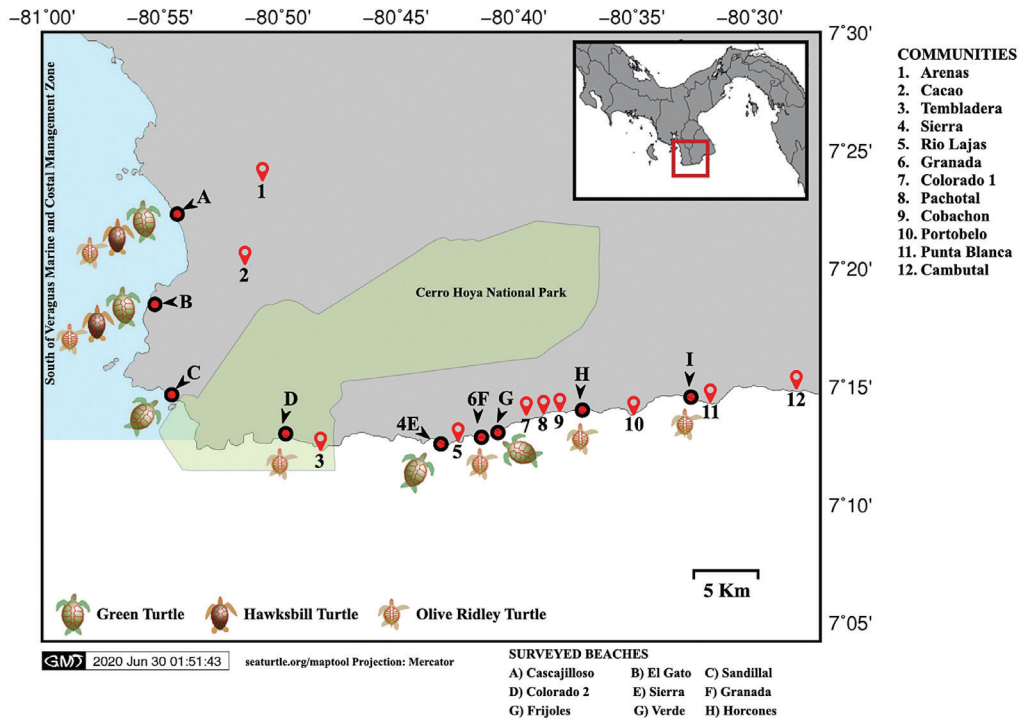 −81°00' −80°55' −80°50' −80°45' −80°40' −80°35' −80°30'
7°30'
7°25'
7°20'
7°15'
7°10'
7°05'
South of Veraguas Marine and Costal Management Zone
A
1
2
B
Cerro Hoya National Park
C
D
3
4E
5
6F
G
7
8
9
H
10
I
11
12
5 Km
Green Turtle Hawksbill Turtle Olive Ridley Turtle
COMMUNITIES
1. Arenas
2. Cacao
3. Tembladera
4. Sierra
5. Rio Lajas
6. Granada
7. Colorado 1
8. Pachotal
9. Cobachon
10. Portobelo
11. Punta Blanca
12. Cambutal
GMT 2020 Jun 30 01:51:43 seaturtle.org/maptool Projection: Mercator
SURVEYED BEACHES
A) Cascajilloso B) El Gato C) Sandillal
D) Colorado 2 E) Sierra F) Granada
G) Frijoles G) Verde H) Horcones